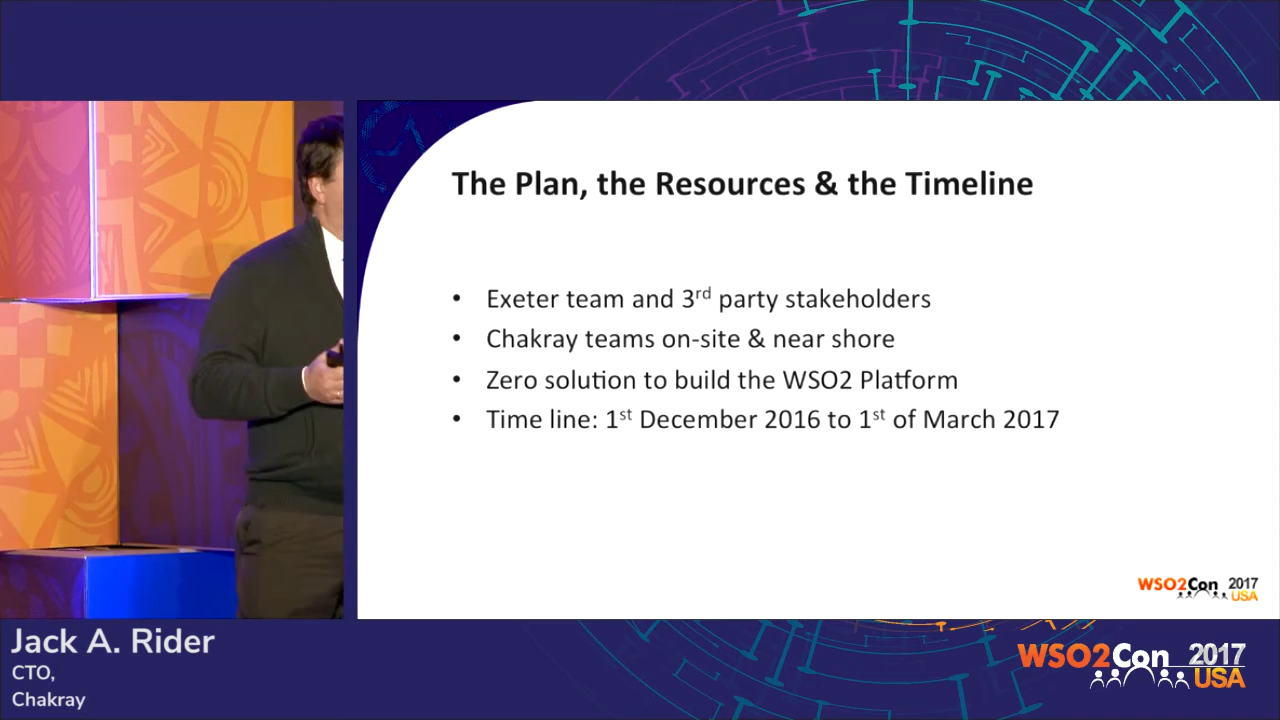 The Plan, the Resources & the Timeline
• Exeter team and 3rd party stakeholders
• Chakray teams on-site & near shore
• Zero solution to build the WSO2 Platform
• Time line: 1st December 2016 to 1st of March 2017
WSO2Con 2017
USA
Jack A. Rider
CTO,
Chakray
WSO2Con 2017
USA